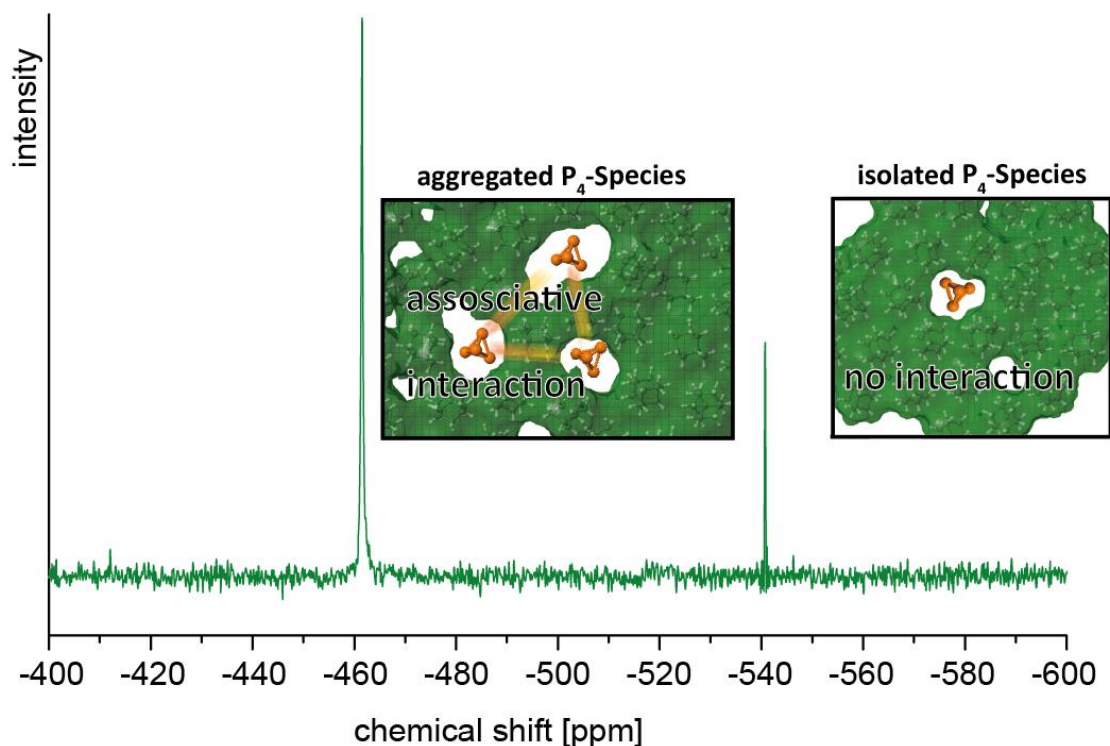 intensity
aggregated P₄-Species
isolated P₄-Species
assosciative
interaction
no interaction
-400 -420 -440 -460 -480 -500 -520 -540 -560 -580 -600
chemical shift [ppm]